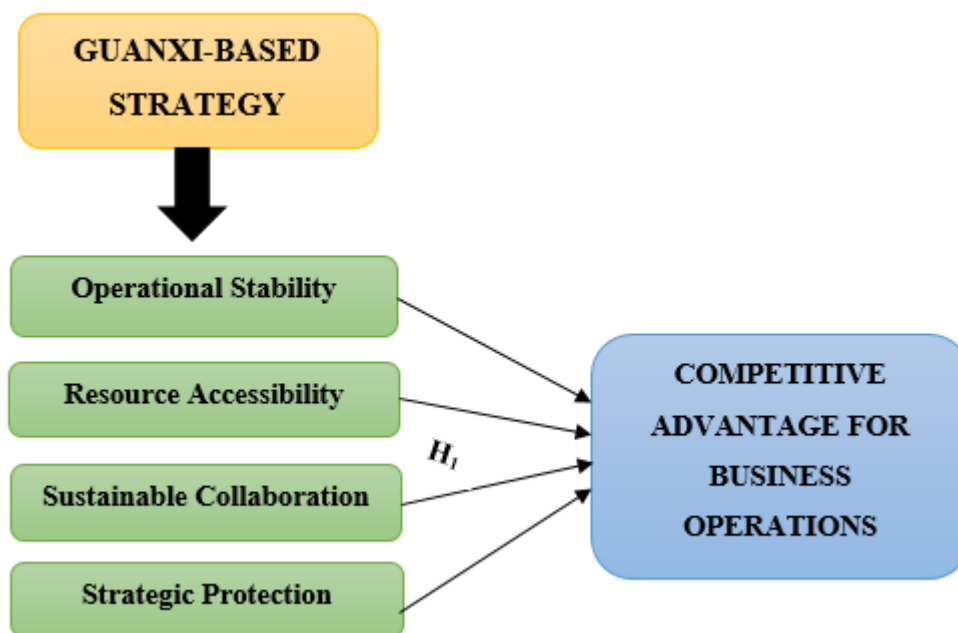 GUANXI-BASED
STRATEGY
Operational Stability
Resource Accessibility
H₁
Sustainable Collaboration
Strategic Protection
COMPETITIVE
ADVANTAGE FOR
BUSINESS
OPERATIONS